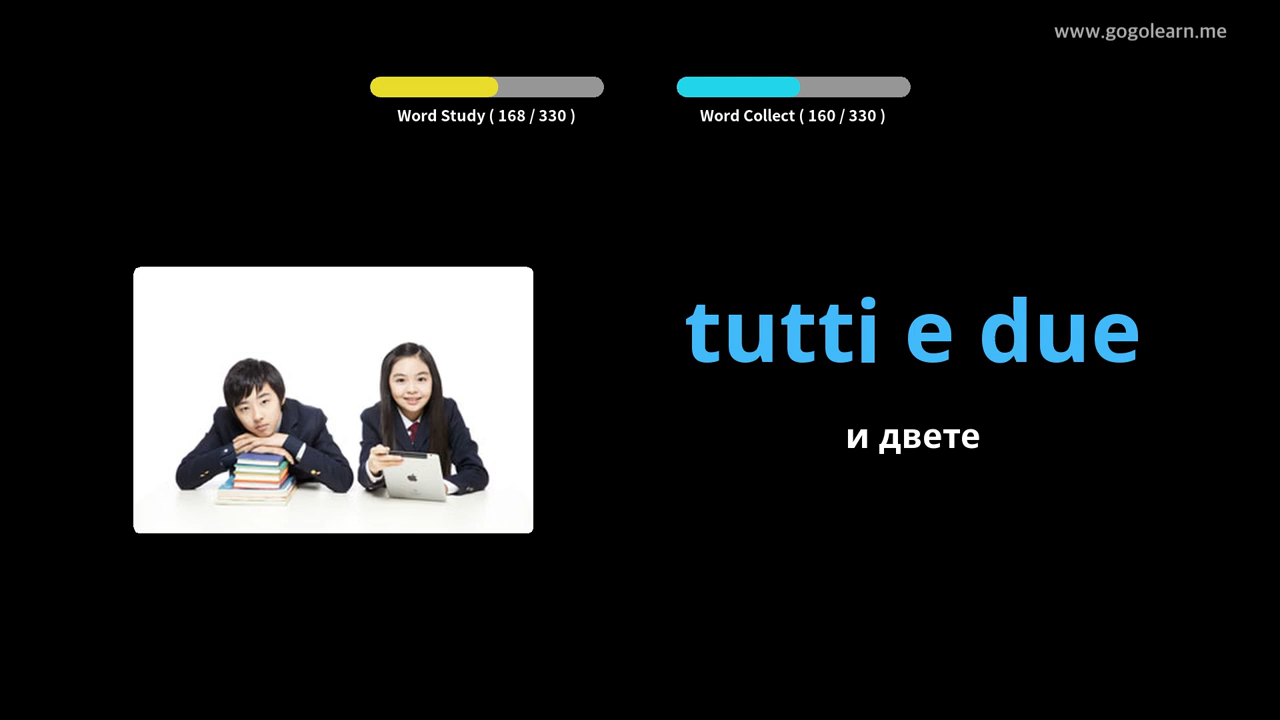 www.gogolearn.me
Word Study ( 168 / 330 )
Word Collect ( 160 / 330 )
tutti e due
и двете